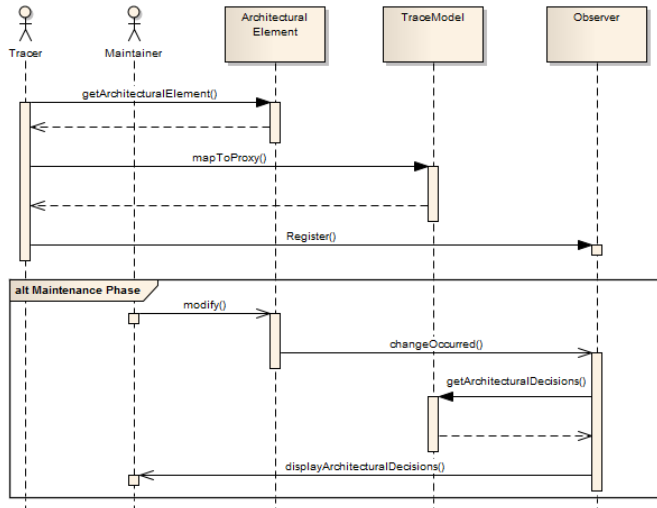 Architectural
Element
TraceModel
Observer
Tracer
Maintainer
getArchitecturalElement()
mapToProxy()
Register()
alt Maintenance Phase
modify()
changeOccurred()
getArchitecturalDecisions()
displayArchitecturalDecisions()